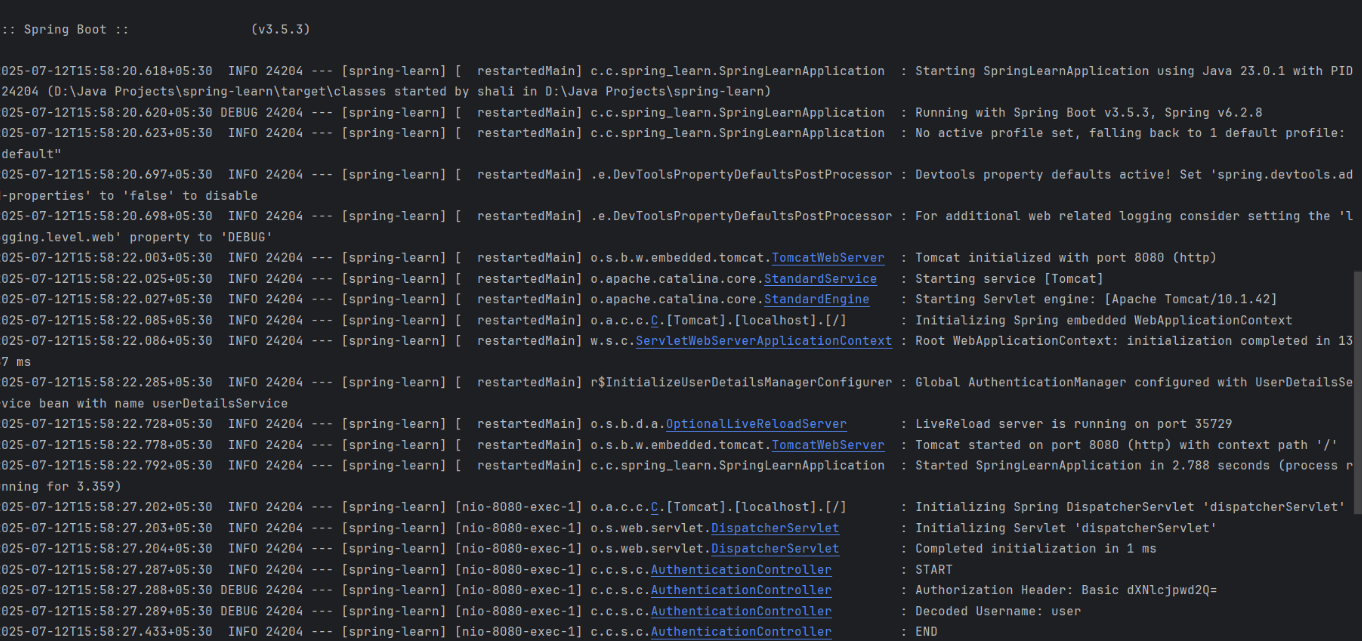 :: Spring Boot ::                (v3.5.3)
025-07-12T15:58:20.618+05:30  INFO 24204 --- [spring-learn] [  restartedMain] c.c.spring_learn.SpringLearnApplication  : Starting SpringLearnApplication using Java 23.0.1 with PID
24204 (D:\Java Projects\spring-learn\target\classes started by shali in D:\Java Projects\spring-learn)
025-07-12T15:58:20.620+05:30 DEBUG 24204 --- [spring-learn] [  restartedMain] c.c.spring_learn.SpringLearnApplication  : Running with Spring Boot v3.5.3, Spring v6.2.8
025-07-12T15:58:20.623+05:30  INFO 24204 --- [spring-learn] [  restartedMain] c.c.spring_learn.SpringLearnApplication  : No active profile set, falling back to 1 default profile:
default"
025-07-12T15:58:20.697+05:30  INFO 24204 --- [spring-learn] [  restartedMain] .e.DevToolsPropertyDefaultsPostProcessor : Devtools property defaults active! Set 'spring.devtools.ad
-properties' to 'false' to disable
025-07-12T15:58:20.698+05:30  INFO 24204 --- [spring-learn] [  restartedMain] .e.DevToolsPropertyDefaultsPostProcessor : For additional web related logging consider setting the 'l
gging.level.web' property to 'DEBUG'
025-07-12T15:58:22.003+05:30  INFO 24204 --- [spring-learn] [  restartedMain] o.s.b.w.embedded.tomcat.TomcatWebServer  : Tomcat initialized with port 8080 (http)
025-07-12T15:58:22.025+05:30  INFO 24204 --- [spring-learn] [  restartedMain] o.apache.catalina.core.StandardService   : Starting service [Tomcat]
025-07-12T15:58:22.027+05:30  INFO 24204 --- [spring-learn] [  restartedMain] o.apache.catalina.core.StandardEngine    : Starting Servlet engine: [Apache Tomcat/10.1.42]
025-07-12T15:58:22.085+05:30  INFO 24204 --- [spring-learn] [  restartedMain] o.a.c.c.C.[Tomcat].[localhost].[/]       : Initializing Spring embedded WebApplicationContext
025-07-12T15:58:22.086+05:30  INFO 24204 --- [spring-learn] [  restartedMain] w.s.c.ServletWebServerApplicationContext : Root WebApplicationContext: initialization completed in 13
7 ms
025-07-12T15:58:22.285+05:30  INFO 24204 --- [spring-learn] [  restartedMain] r$InitializeUserDetailsManagerConfigurer : Global AuthenticationManager configured with UserDetailsSe
vice bean with name userDetailsService
025-07-12T15:58:22.728+05:30  INFO 24204 --- [spring-learn] [  restartedMain] o.s.b.d.a.OptionalLiveReloadServer       : LiveReload server is running on port 35729
025-07-12T15:58:22.778+05:30  INFO 24204 --- [spring-learn] [  restartedMain] o.s.b.w.embedded.tomcat.TomcatWebServer  : Tomcat started on port 8080 (http) with context path '/'
025-07-12T15:58:22.792+05:30  INFO 24204 --- [spring-learn] [  restartedMain] c.c.spring_learn.SpringLearnApplication  : Started SpringLearnApplication in 2.788 seconds (process r
nning for 3.359)
025-07-12T15:58:27.202+05:30  INFO 24204 --- [spring-learn] [nio-8080-exec-1] o.a.c.c.C.[Tomcat].[localhost].[/]       : Initializing Spring DispatcherServlet 'dispatcherServlet'
025-07-12T15:58:27.203+05:30  INFO 24204 --- [spring-learn] [nio-8080-exec-1] o.s.web.servlet.DispatcherServlet        : Initializing Servlet 'dispatcherServlet'
025-07-12T15:58:27.204+05:30  INFO 24204 --- [spring-learn] [nio-8080-exec-1] o.s.web.servlet.DispatcherServlet        : Completed initialization in 1 ms
025-07-12T15:58:27.287+05:30  INFO 24204 --- [spring-learn] [nio-8080-exec-1] c.c.s.c.AuthenticationController         : START
025-07-12T15:58:27.288+05:30 DEBUG 24204 --- [spring-learn] [nio-8080-exec-1] c.c.s.c.AuthenticationController         : Authorization Header: Basic dXNlcjpwd2Q=
025-07-12T15:58:27.289+05:30 DEBUG 24204 --- [spring-learn] [nio-8080-exec-1] c.c.s.c.AuthenticationController         : Decoded Username: user
025-07-12T15:58:27.433+05:30  INFO 24204 --- [spring-learn] [nio-8080-exec-1] c.c.s.c.AuthenticationController         : END